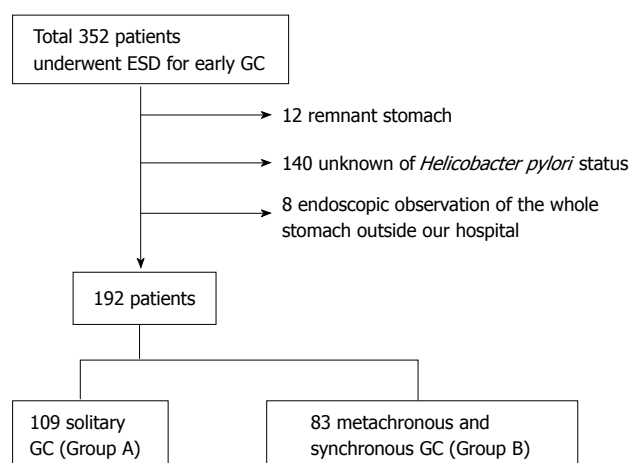 Total 352 patients
underwent ESD for early GC
12 remnant stomach
140 unknown of Helicobacter pylori status
8 endoscopic observation of the whole
stomach outside our hospital
192 patients
109 solitary
GC (Group A)
83 metachronous and
synchronous GC (Group B)